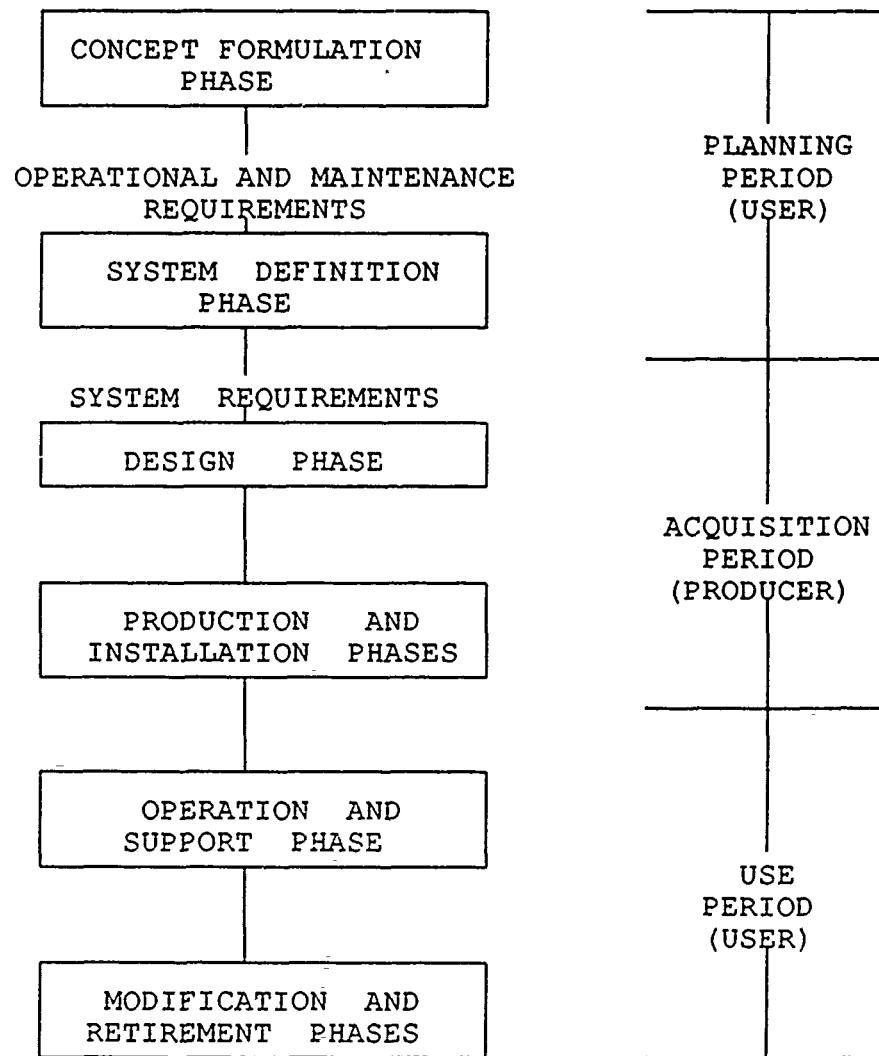 CONCEPT FORMULATION
PHASE
OPERATIONAL AND MAINTENANCE
REQUIREMENTS
SYSTEM DEFINITION
PHASE
SYSTEM REQUIREMENTS
DESIGN PHASE
PRODUCTION AND
INSTALLATION PHASES
OPERATION AND
SUPPORT PHASE
MODIFICATION AND
RETIREMENT PHASES
PLANNING
PERIOD
(USER)
ACQUISITION
PERIOD
(PRODUCER)
USE
PERIOD
(USER)